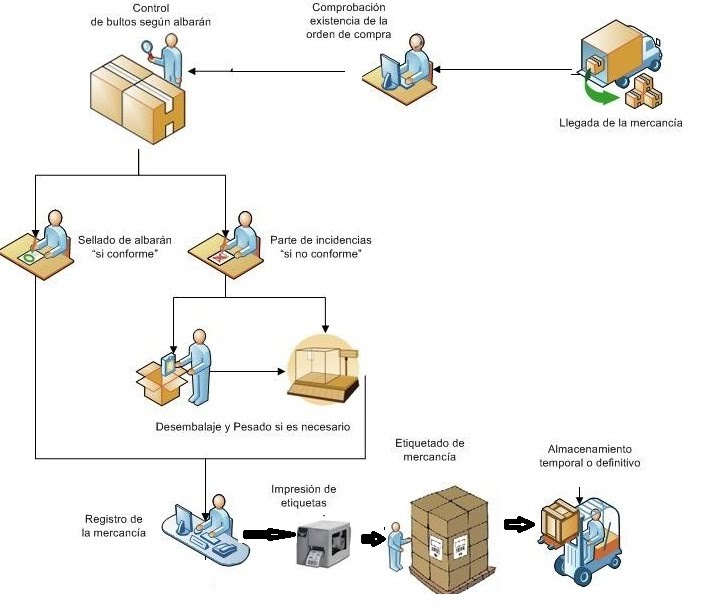 Control
de bultos según albarán
Comprobación
existencia de la
orden de compra
Llegada de la mercancía
Sellado de albarán
“si conforme”
Parte de incidencias
“si no conforme”
Desembalaje y Pesado si es necesario
Registro de
la mercancía
Impresión de
etiquetas
Etiquetado de
mercancía
Almacenamiento
temporal o definitivo